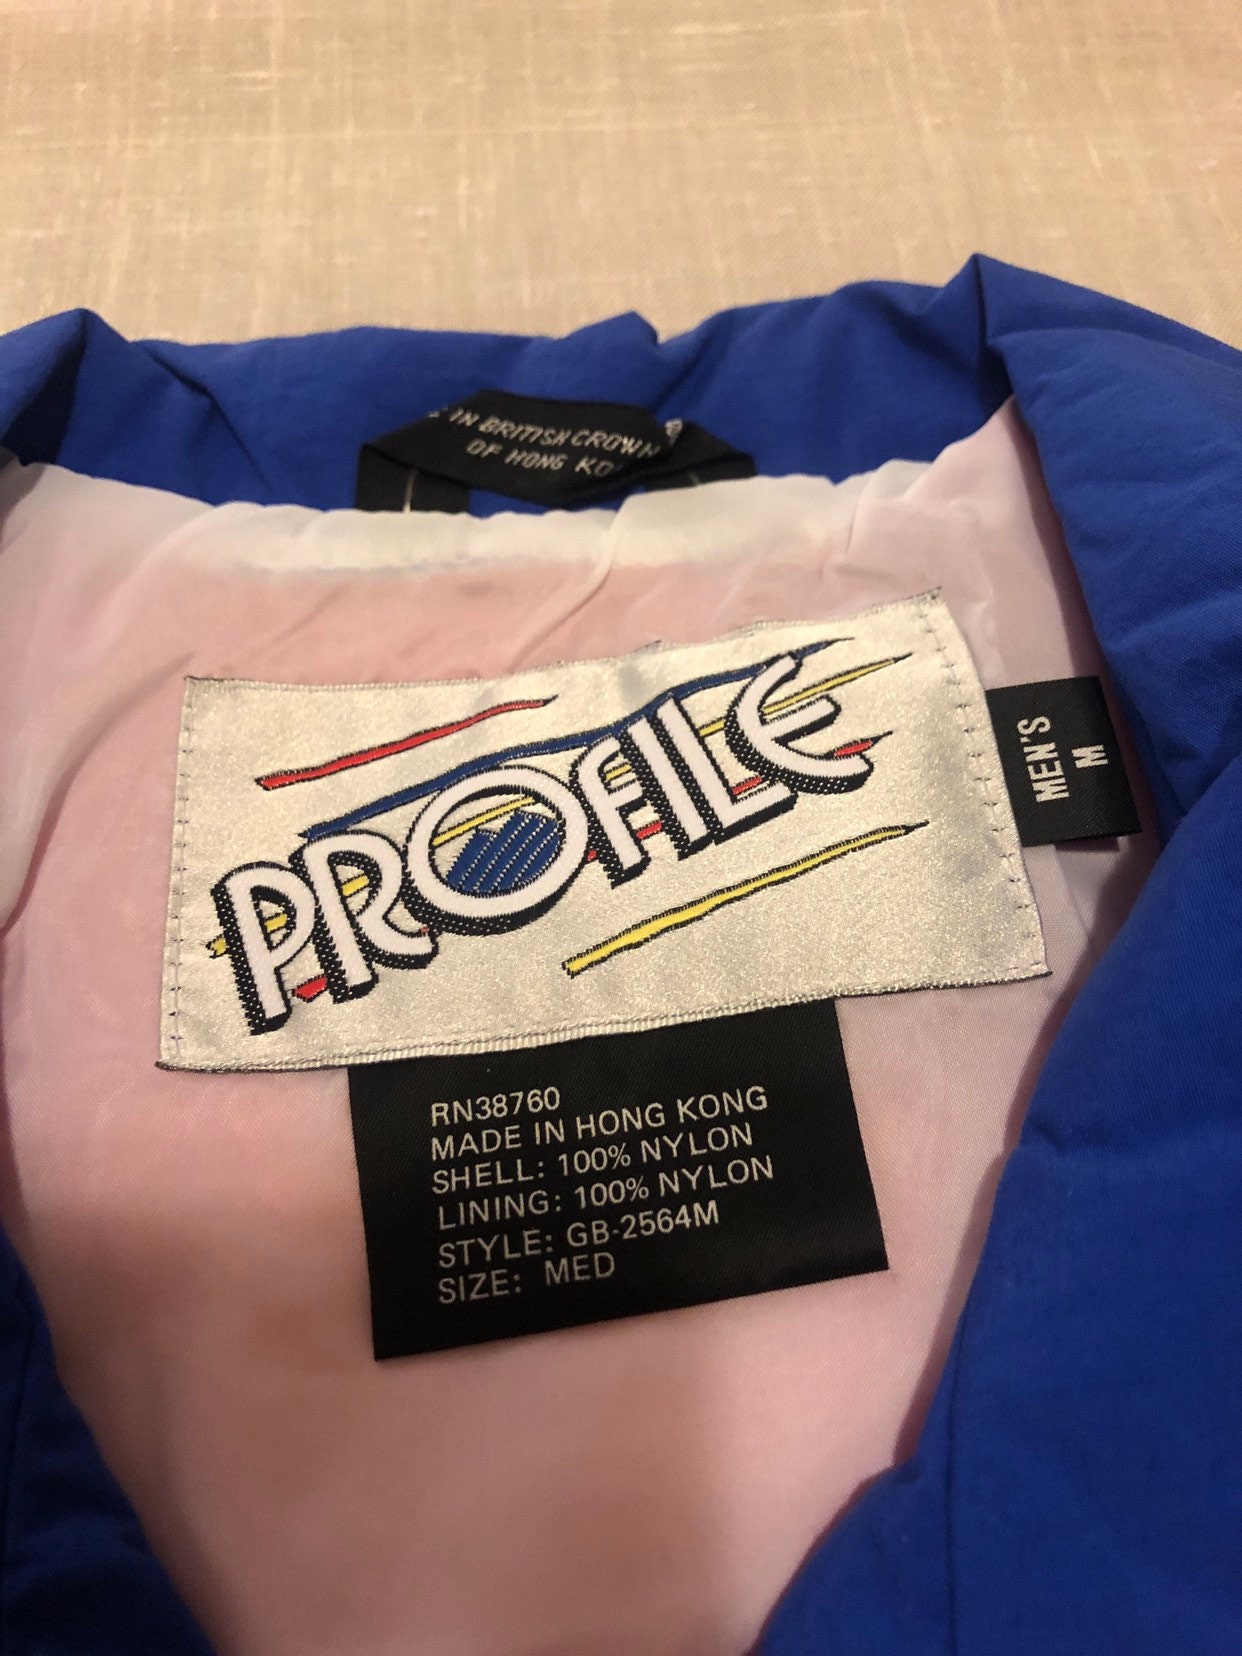 IN BRITISH CROWN
OF HONG
PROFILE
MEN'S
M
RN38760
MADE IN HONG KONG
SHELL: 100% NYLON
LINING: 100% NYLON
STYLE: GB-2564M
SIZE: MED